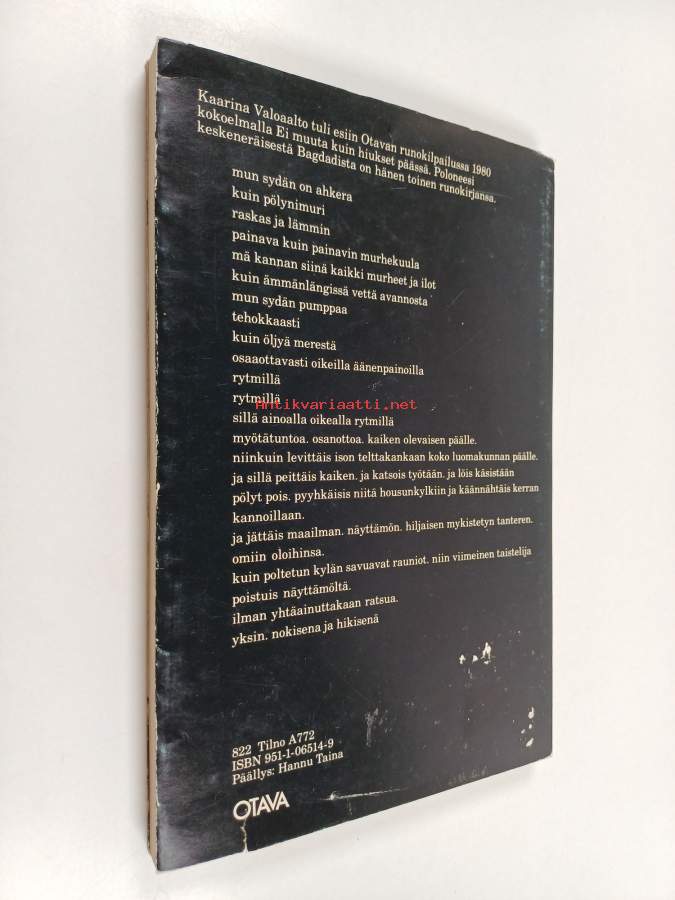 Kaarina Valoaalto tuli esiin Otavan runokilpailussa 1980
kokoelmalla Ei muuta kuin hiukset päässä. Poloneesi
keskeneräisestä Bagdadista on hänen toinen runokirjansa.
mun sydän on ahkera
kuin pölynimuri
raskas ja lämmin
painava kuin painavin murhekuula
mä kannan siinä kaikki murheet ja ilot
kuin ämmänlängissä vettä avannosta
mun sydän pumppaa
tehokkaasti
kuin öljyä merestä
osaaottavasti oikeilla äänenpainoilla
rytmillä
rytmillä
Antikvariaatti.net
sillä ainoalla oikealla rytmillä
myötätuntoa. osanottoa. kaiken olevaisen päälle.
niinkuin levittäis ison telttakankaan koko luomakunnan päälle.
ja sillä peittäis kaiken. ja katsois työtään. ja löis käsistään
pölyt pois. pyyhkäisis niitä housunkylkiin ja käännähtäis kerran
kannoillaan.
ja jättäis maailman. näyttämön. hiljaisen mykistetyn tanteren.
omiin oloihinsa.
kuin poltetun kylän savuavat rauniot. niin viimeinen taistelija
poistuis näyttämöltä.
ilman yhtäainuttakaan ratsua.
yksin. nokisena ja hikisenä
822 Tilno A772
ISBN 951-1-06514-9
Päällys: Hannu Taina
OTAVA